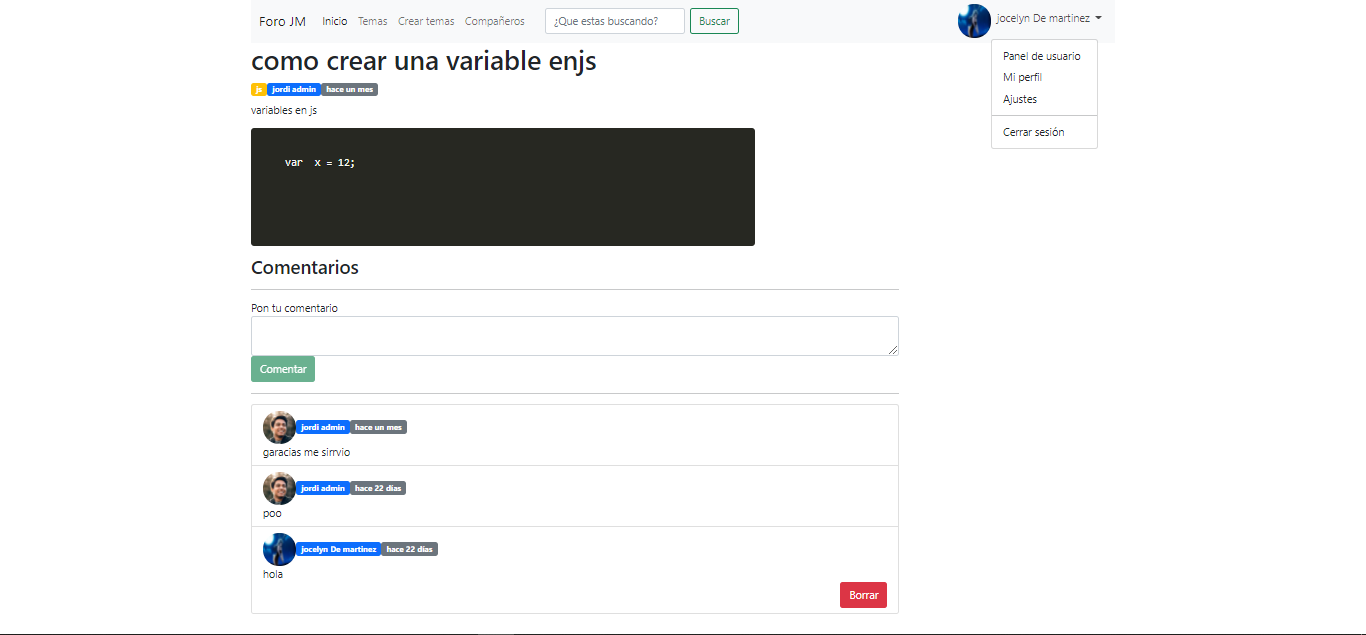 Foro JM Inicio Temas Crear temas Compañeros ¿Que estas buscando? Buscar jocelyn De martinez
Panel de usuario
Mi perfil
Ajustes
Cerrar sesión
como crear una variable enjs
js jordi admin hace un mes
variables en js
var  x = 12;
Comentarios
Pon tu comentario
Comentar
jordi admin hace un mes
garacias me sirrvio
jordi admin hace 22 días
poo
jocelyn De martinez hace 22 días
hola
Borrar